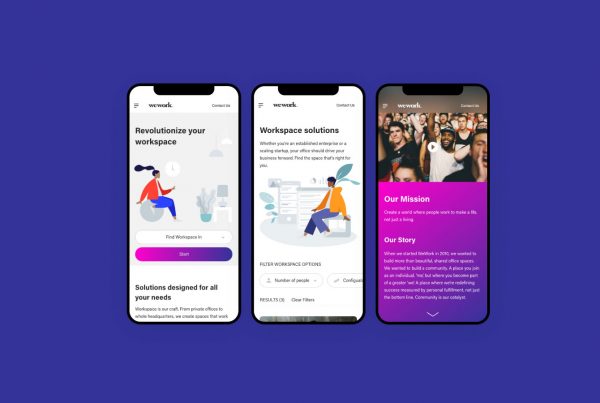 wework.
Contact Us
Revolutionize your
workspace
Find Workspace In
Start
Solutions designed for all
your needs
Workspace is our craft. From private offices to
whole headquarters, we create spaces that work
wework.
Contact Us
Workspace solutions
Whether you're an established enterprise or a
scaling startup, your office should drive your
business forward. Find the space that's right for
you.
FILTER WORKSPACE OPTIONS
Number of people
Configurat
RESULTS (3) Clear Filters
wework.
Contact Us
Our Mission
Create a world where people work to make a life,
not just a living.
Our Story
When we started WeWork in 2010, we wanted to
build more than beautiful, shared office spaces.
We wanted to build a community. A place you join
as an individual, 'me,' but where you become part
of a greater 'we'. A place where we're redefining
success measured by personal fulfillment, not just
the bottom line. Community is our catalyst.